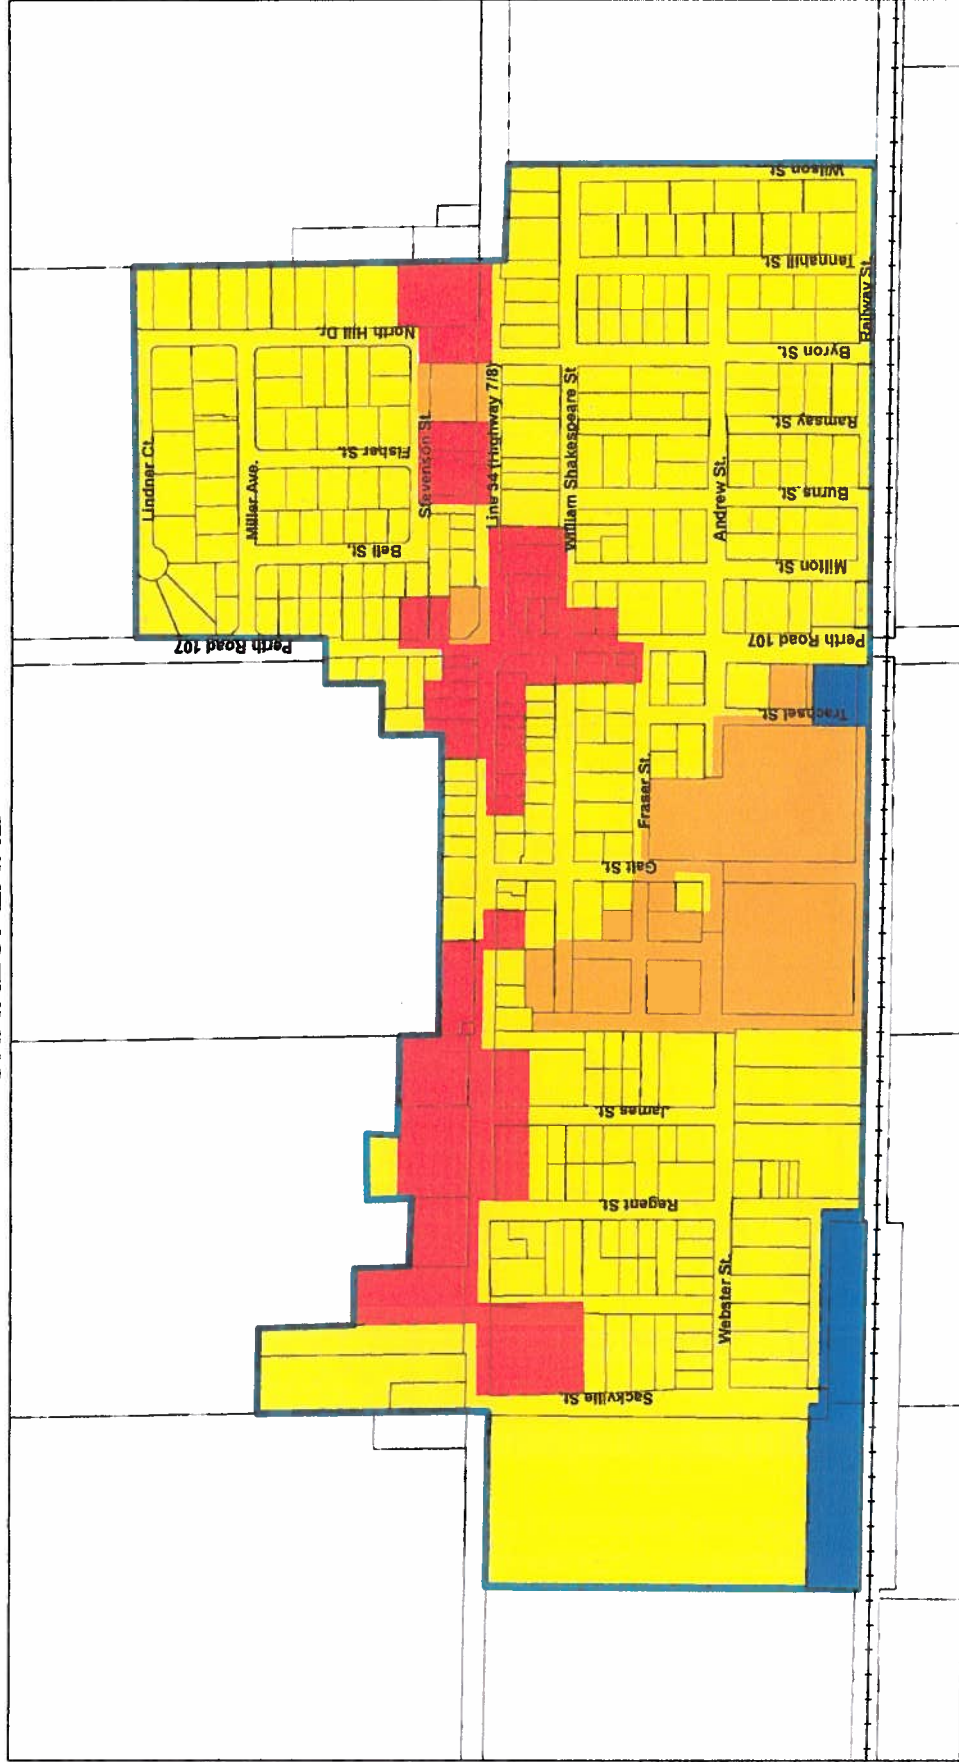 Wilson St.
Tannahill St.
Railway St.
North Hill Dr.
Byron St.
Line 34 (Highway 7/8)
William Shakespeare St
Stevenson St.
Ramsay St.
Fisher St.
Lindner Ct.
Miller Ave.
Andrew St.
Burns St.
Bell St.
Milton St.
Perth Road 107
Perth Road 107
Trachsel St.
Fraser St.
Galt St.
James St.
Regent St.
Webster St.
Sackville St.